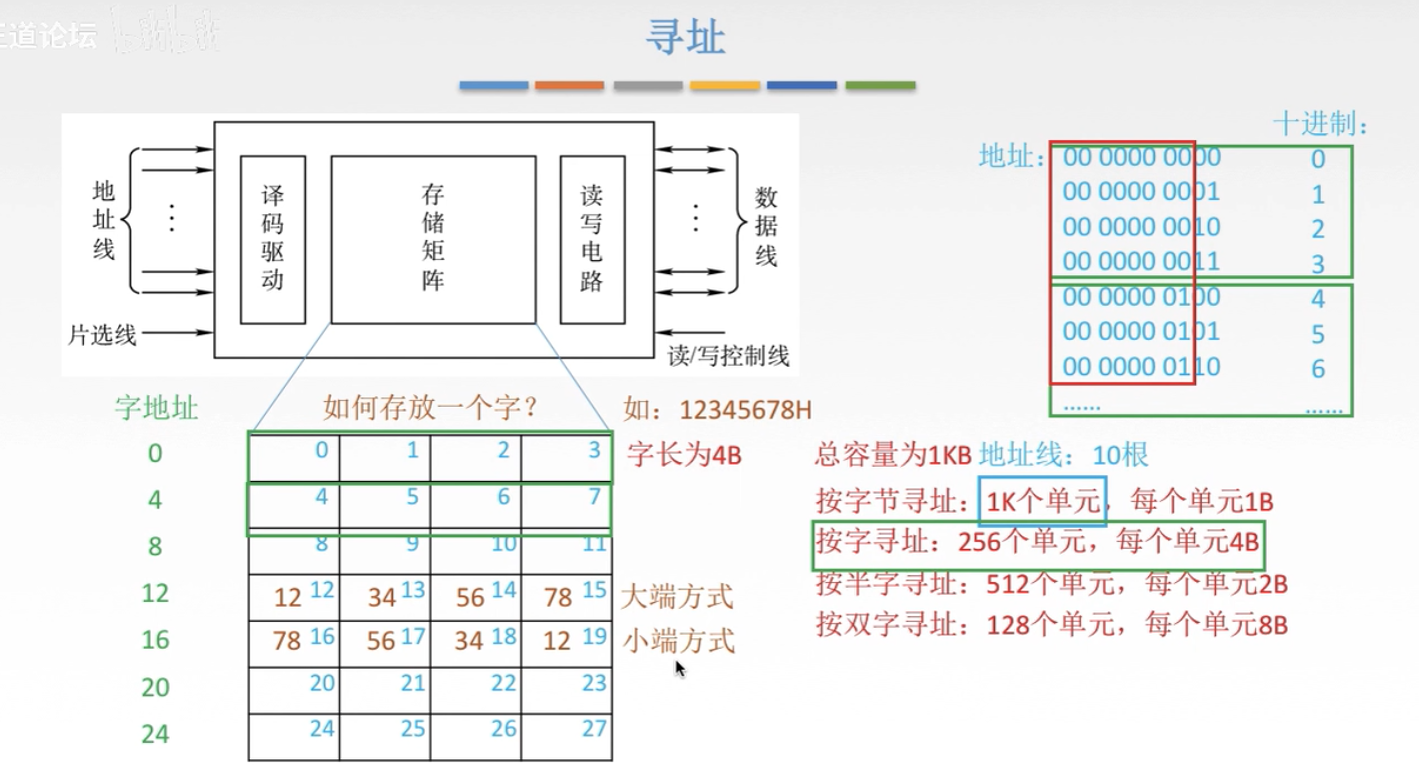 王道论坛
寻址
地址线
译码驱动
存储矩阵
读写电路
数据线
⋮
⋮
片选线
读/写控制线
十进制：
地址：
00 0000 0000 0
00 0000 0001 1
00 0000 0010 2
00 0000 0011 3
00 0000 0100 4
00 0000 0101 5
00 0000 0110 6
…… ……
字地址 如何存放一个字？ 如：12345678H
0 0 1 2 3 字长为4B
4 4 5 6 7
8 8 9 10 11
12 12 12 34 13 56 14 78 15 大端方式
16 78 16 56 17 34 18 12 19 小端方式
20 20 21 22 23
24 24 25 26 27
总容量为1KB 地址线：10根
按字节寻址：1K个单元，每个单元1B
按字寻址：256个单元，每个单元4B
按半字寻址：512个单元，每个单元2B
按双字寻址：128个单元，每个单元8B